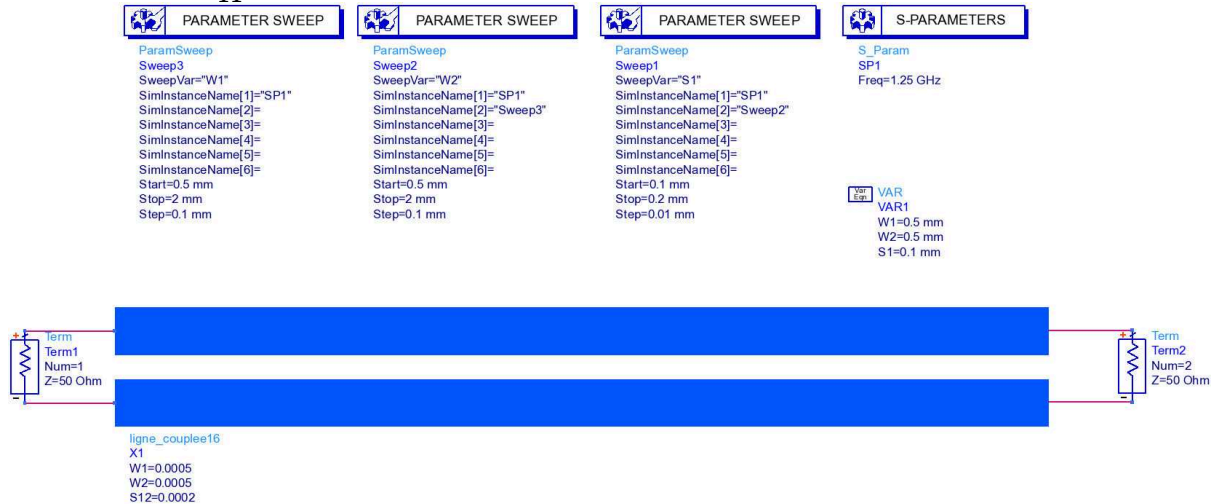 PARAMETER SWEEP
ParamSweep
Sweep3
SweepVar="W1"
SimInstanceName[1]="SP1"
SimInstanceName[2]=
SimInstanceName[3]=
SimInstanceName[4]=
SimInstanceName[5]=
SimInstanceName[6]=
Start=0.5 mm
Stop=2 mm
Step=0.1 mm
PARAMETER SWEEP
ParamSweep
Sweep2
SweepVar="W2"
SimInstanceName[1]="SP1"
SimInstanceName[2]="Sweep3"
SimInstanceName[3]=
SimInstanceName[4]=
SimInstanceName[5]=
SimInstanceName[6]=
Start=0.5 mm
Stop=2 mm
Step=0.1 mm
PARAMETER SWEEP
ParamSweep
Sweep1
SweepVar="S1"
SimInstanceName[1]="SP1"
SimInstanceName[2]="Sweep2"
SimInstanceName[3]=
SimInstanceName[4]=
SimInstanceName[5]=
SimInstanceName[6]=
Start=0.1 mm
Stop=0.2 mm
Step=0.01 mm
S-PARAMETERS
S_Param
SP1
Freq=1.25 GHz
Var
Eqn
VAR
VAR1
W1=0.5 mm
W2=0.5 mm
S1=0.1 mm
+
Term
Term1
Num=1
Z=50 Ohm
-
+
Term
Term2
Num=2
Z=50 Ohm
-
ligne_couplee16
X1
W1=0.0005
W2=0.0005
S12=0.0002